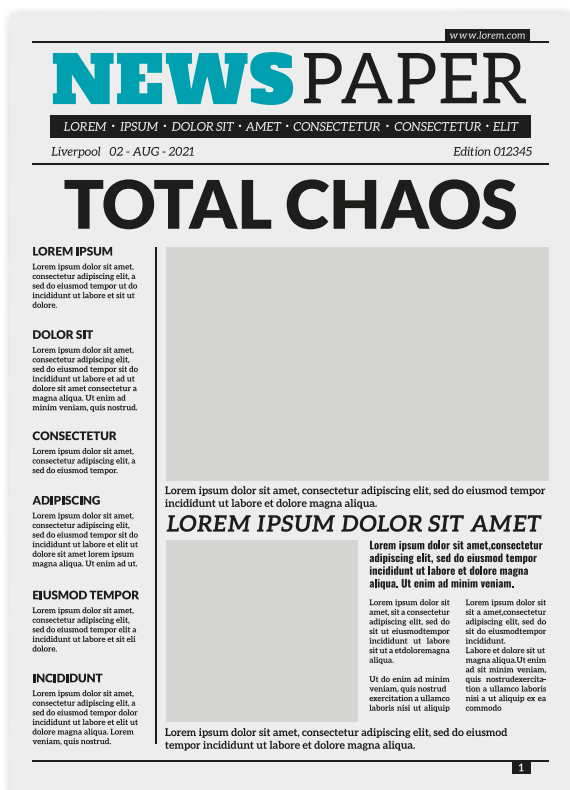 www.lorem.com
NEWSPAPER
LOREM · IPSUM · DOLOR SIT · AMET · CONSECTETUR · CONSECTETUR · ELIT
Liverpool 02 - AUG - 2021 Edition 012345
TOTAL CHAOS
LOREM IPSUM
Lorem ipsum dolor sit amet,
consectetur adipiscing elit, a
sed do eiusmod tempor ut do
incididunt ut labore et sit ut
dolore.
DOLOR SIT
Lorem ipsum dolor sit amet,
consectetur adipiscing elit,
sed do eiusmod tempor sit do
incididunt ut labore et ad ut
dolore sit amet consectetur a
magna aliqua. Ut enim ad
minim veniam, quis nostrud.
CONSECTETUR
Lorem ipsum dolor sit amet,
consectetur adipiscing elit, a
sed do eiusmod tempor.
ADIPISCING
Lorem ipsum dolor sit amet,
consectetur adipiscing elit,
sed do eiusmod tempor sit do
incididunt ut labore et dolore
dolor sit amet lorem ipsum
magna aliqua. Ut enim ad ut.
EIUSMOD TEMPOR
Lorem ipsum dolor sit amet,
consectetur adipiscing elit,
sed do eiusmod tempor elit a
incididunt ut labore et sit eli
dolore.
INCIDIDUNT
Lorem ipsum dolor sit amet,
consectetur adipiscing elit, a
sed do eiusmod tempor dolor
incididunt ut labore et elit ut
dolore magna aliqua. Lorem
veniam, quis nostrud.
Lorem ipsum dolor sit amet, consectetur adipiscing elit, sed do eiusmod tempor
incididunt ut labore et dolore magna aliqua.
LOREM IPSUM DOLOR SIT AMET
Lorem ipsum dolor sit amet,consectetur
adipiscing elit, sed do eiusmod tempor
incididunt ut labore et dolore magna
aliqua. Ut enim ad minim veniam.
Lorem ipsum dolor sit
amet, sit a consectetur
adipiscing elit, sed do
sit ut eiusmodtempor
incididunt ut labore
sit ut a etdoloremagna
aliqua.
Ut do enim ad minim
veniam, quis nostrud
exercitation a ullamco
laboris nisi ut aliquip
Lorem ipsum dolor sit
sit a amet,consectetur
adipiscing elit, sed do
sit do eiusmodtempor
incididunt.
Labore et dolore sit ut
magna aliqua.Ut enim
ad sit minim veniam,
quis nostrudexercita-
tion a ullamco laboris
nisi a ut aliquip ex ea
commodo
Lorem ipsum dolor sit amet, consectetur adipiscing elit, sed do eiusmod
tempor incididunt ut labore et dolore magna aliqua.
1